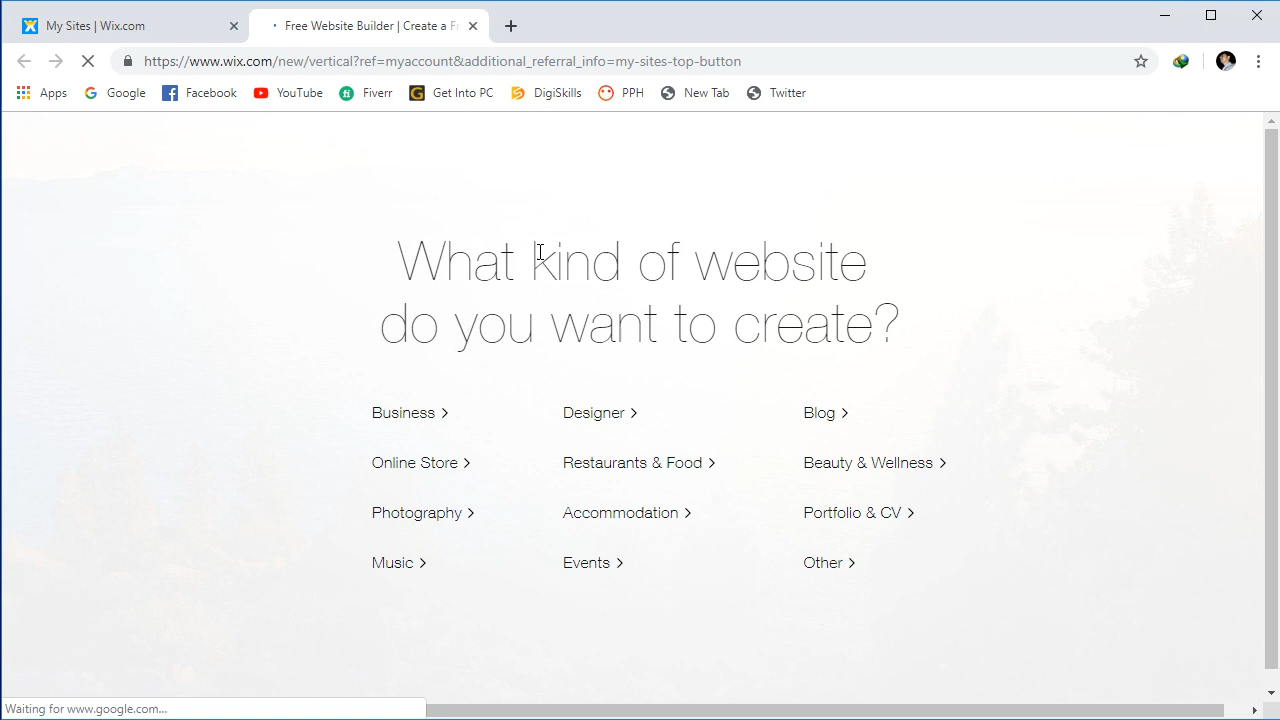 My Sites | Wix.com
Free Website Builder | Create a Fr
https://www.wix.com/new/vertical?ref=myaccount&additional_referral_info=my-sites-top-button
Apps Google Facebook YouTube Fiverr Get Into PC DigiSkills PPH New Tab Twitter
What kind of website
do you want to create?
Business > Designer > Blog >
Online Store > Restaurants & Food > Beauty & Wellness >
Photography > Accommodation > Portfolio & CV >
Music > Events > Other >
Waiting for www.google.com...